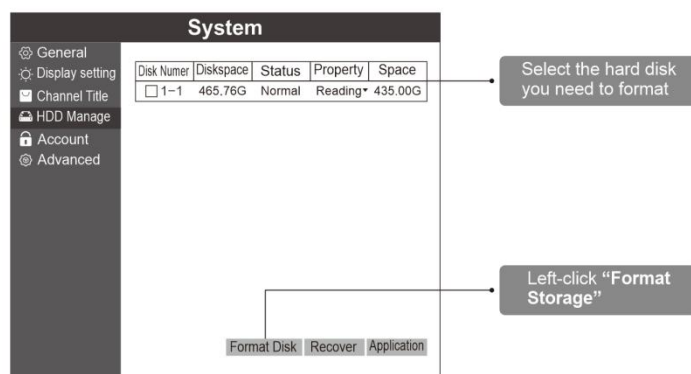 System
General
Display setting
Channel Title
HDD Manage
Account
Advanced
Disk Numer Diskspace Status Property Space
1-1 465.76G Normal Reading 435.00G
Select the hard disk
you need to format
Left-click “Format
Storage”
Format Disk Recover Application